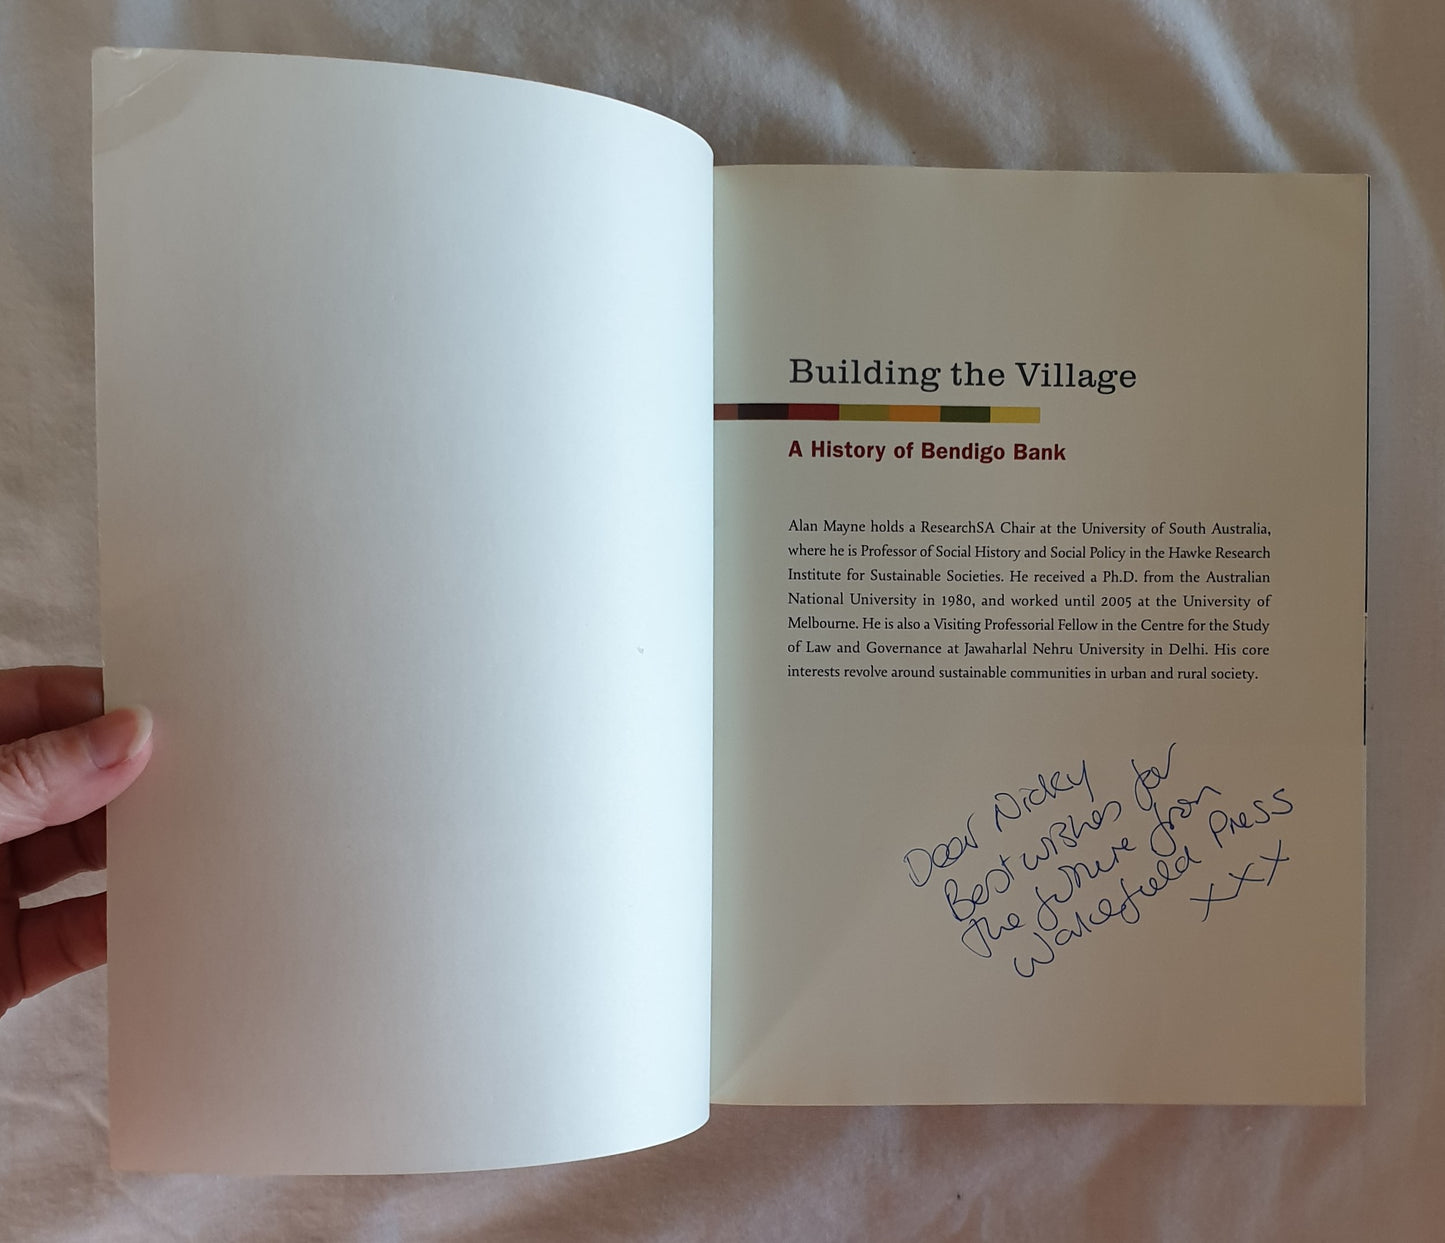 Building the Village
A History of Bendigo Bank
Alan Mayne holds a ResearchSA Chair at the University of South Australia,
where he is Professor of Social History and Social Policy in the Hawke Research
Institute for Sustainable Societies. He received a Ph.D. from the Australian
National University in 1980, and worked until 2005 at the University of
Melbourne. He is also a Visiting Professorial Fellow in the Centre for the Study
of Law and Governance at Jawaharlal Nehru University in Delhi. His core
interests revolve around sustainable communities in urban and rural society.
Dear Nicky
Best wishes for
the future from
Wakefield Press
xxx